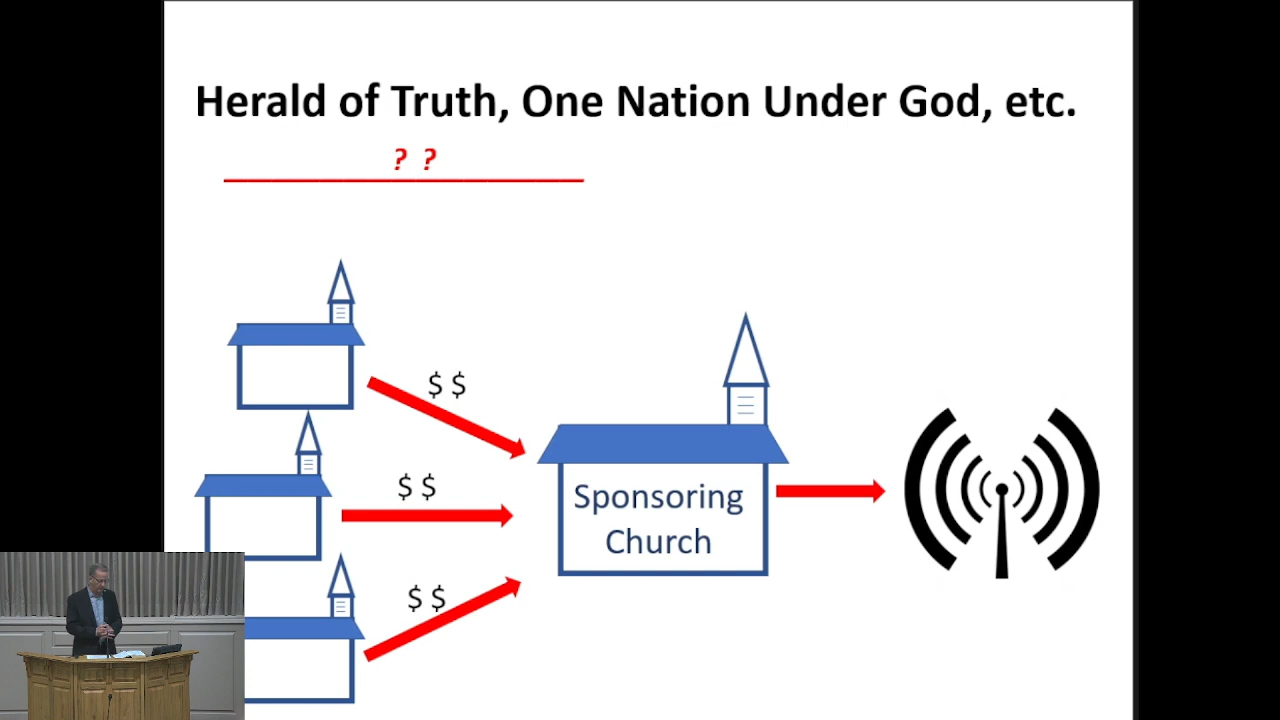 Herald of Truth, One Nation Under God, etc.
? ?
$ $
$ $
Sponsoring
Church
$ $